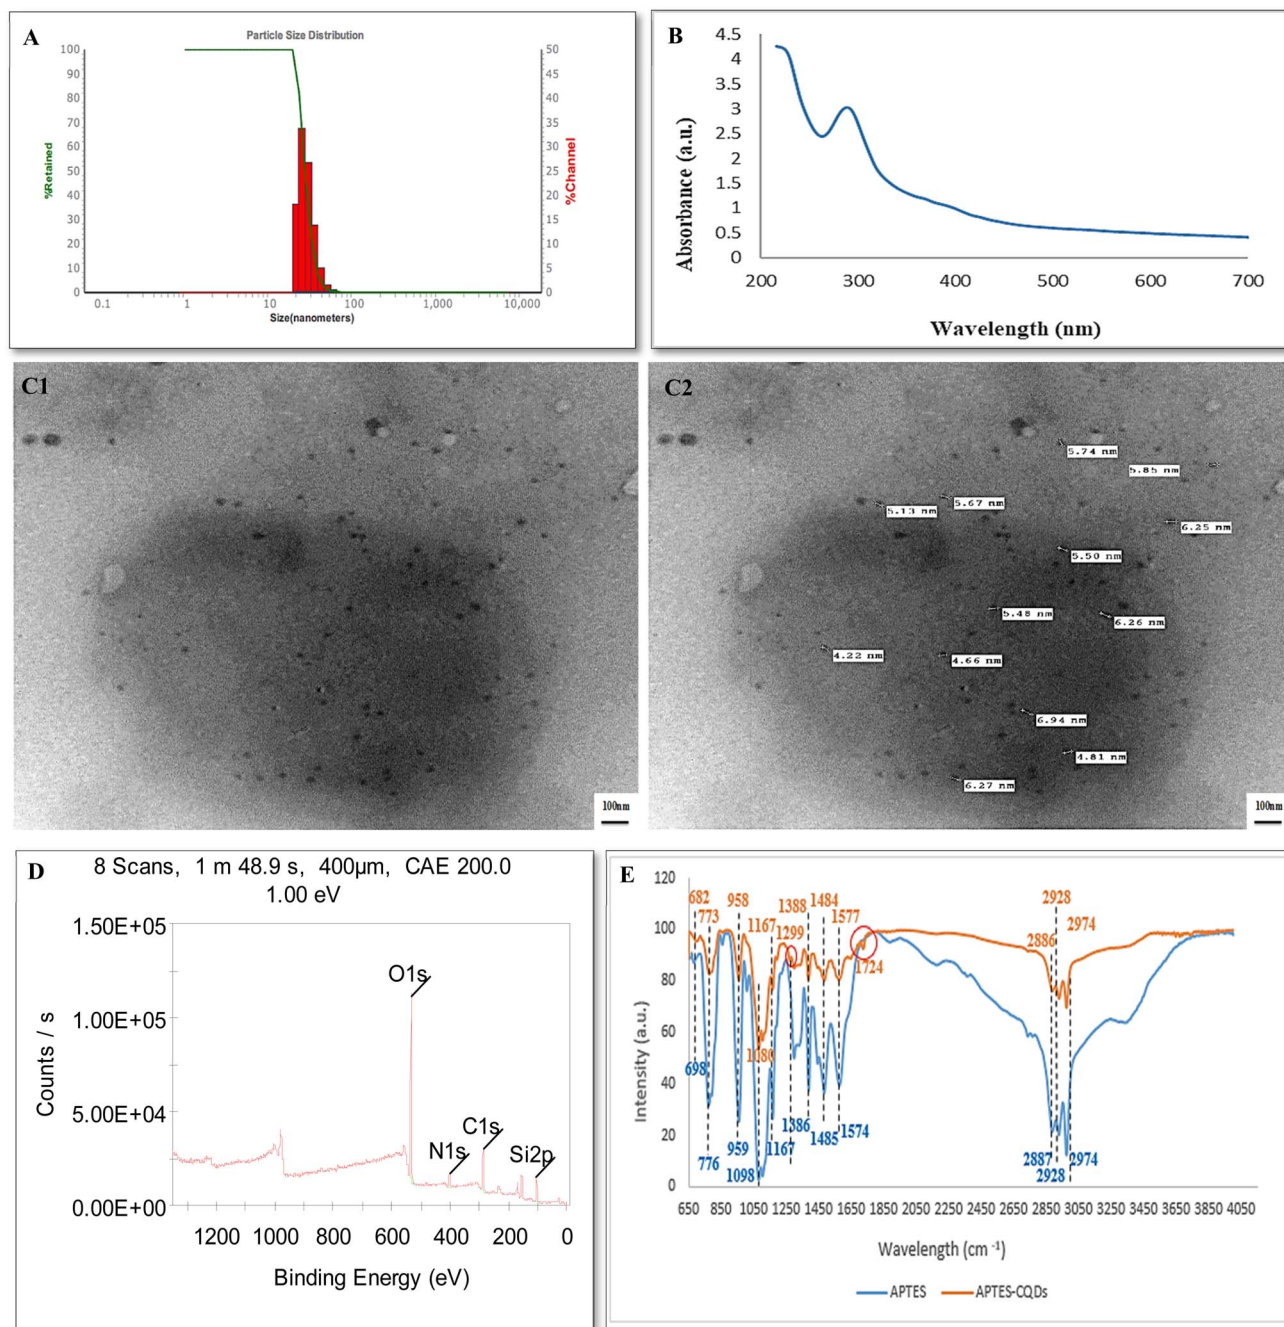 A
Particle Size Distribution
%Retained
100
90
80
70
60
50
40
30
20
10
0
50
45
40
35
30
25
20
15
10
5
0
%Channel
0.1 1 10 100 1,000 10,000
Size(nanometers)
B
Absorbance (a.u.)
4.5
4
3.5
3
2.5
2
1.5
1
0.5
0
200 300 400 500 600 700
Wavelength (nm)
C1
100nm
C2
5.74 nm
5.85 nm
5.67 nm
5.13 nm
6.25 nm
5.50 nm
5.48 nm
6.26 nm
4.22 nm
4.66 nm
6.94 nm
4.81 nm
6.27 nm
100nm
D
8 Scans, 1 m 48.9 s, 400µm, CAE 200.0
1.00 eV
Counts / s
1.50E+05
1.00E+05
5.00E+04
0.00E+00
O1s
N1s
C1s
Si2p
1200 1000 800 600 400 200 0
Binding Energy (eV)
E
Intensity (a.u.)
120
100
80
60
40
20
0
682
773
958
1167
1299
1388
1484
1577
1724
2886
2928
2974
1080
698
776
959
1098
1167
1386
1485
1574
2887
2928
2974
650 850 1050 1250 1450 1650 1850 2050 2250 2450 2650 2850 3050 3250 3450 3650 3850 4050
Wavelength (cm -1)
APTES APTES-CQDs